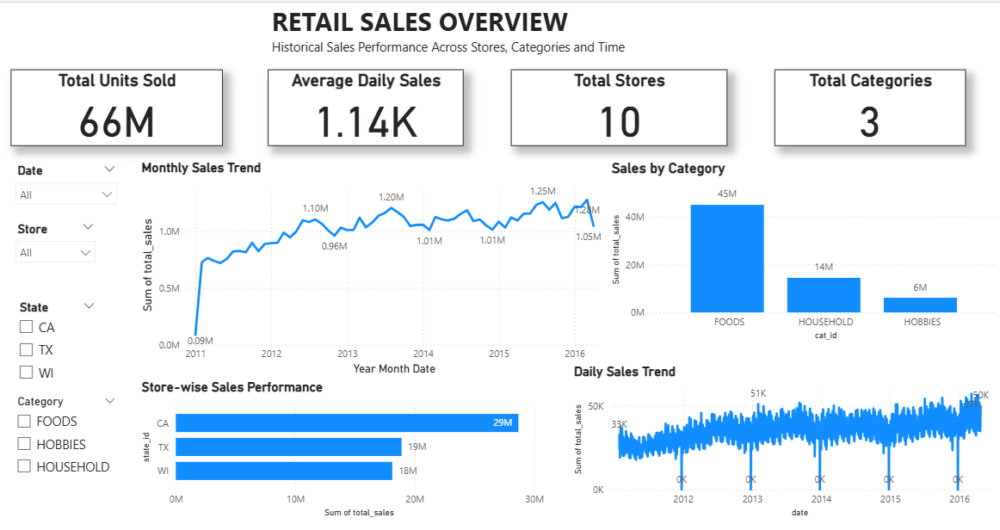 RETAIL SALES OVERVIEW
Historical Sales Performance Across Stores, Categories and Time
Total Units Sold
66M
Average Daily Sales
1.14K
Total Stores
10
Total Categories
3
Date
All
Store
All
State
CA
TX
WI
Category
FOODS
HOBBIES
HOUSEHOLD
Monthly Sales Trend
Sum of total_sales
1.0M
0.5M
0.0M
0.09M
1.10M
0.96M
1.20M
1.01M
1.01M
1.25M
1.28M
1.05M
2011 2012 2013 2014 2015 2016
Year Month Date
Sales by Category
Sum of total_sales
40M
20M
0M
45M
14M
6M
FOODS HOUSEHOLD HOBBIES
cat_id
Store-wise Sales Performance
state_id
CA 29M
TX 19M
WI 18M
0M 10M 20M 30M
Sum of total_sales
Daily Sales Trend
Sum of total_sales
50K
0K
33K
51K
50K
0K 0K 0K 0K 0K
2012 2013 2014 2015 2016
date